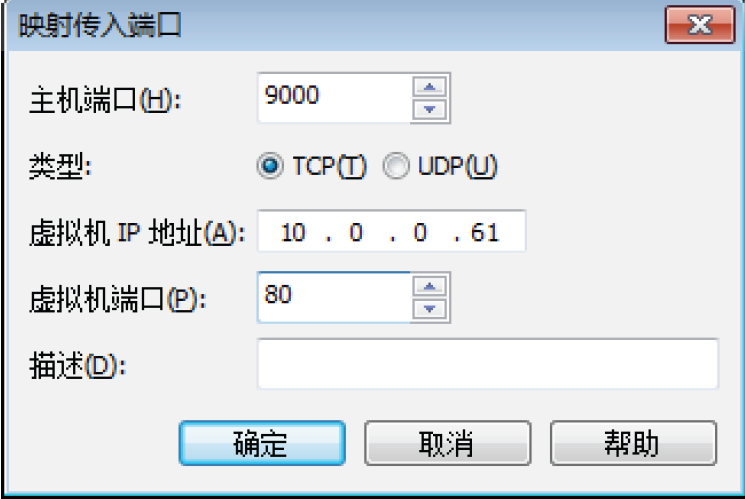 映射传入端口
主机端口(H): 9000
类型: TCP(T) UDP(U)
虚拟机 IP 地址(A): 10 . 0 . 0 . 61
虚拟机端口(P): 80
描述(D):
确定 取消 帮助